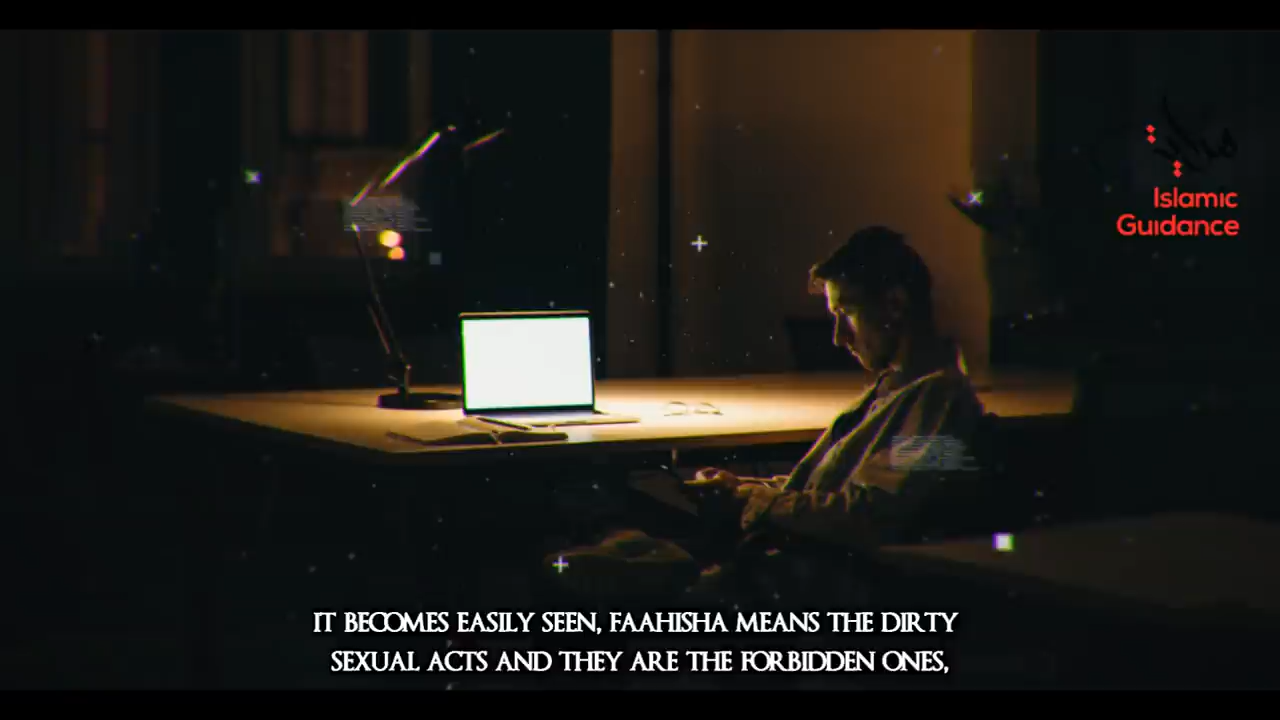 Islamic
Guidance
IT BECOMES EASILY SEEN, FAAHISHA MEANS THE DIRTY
SEXUAL ACTS AND THEY ARE THE FORBIDDEN ONES,